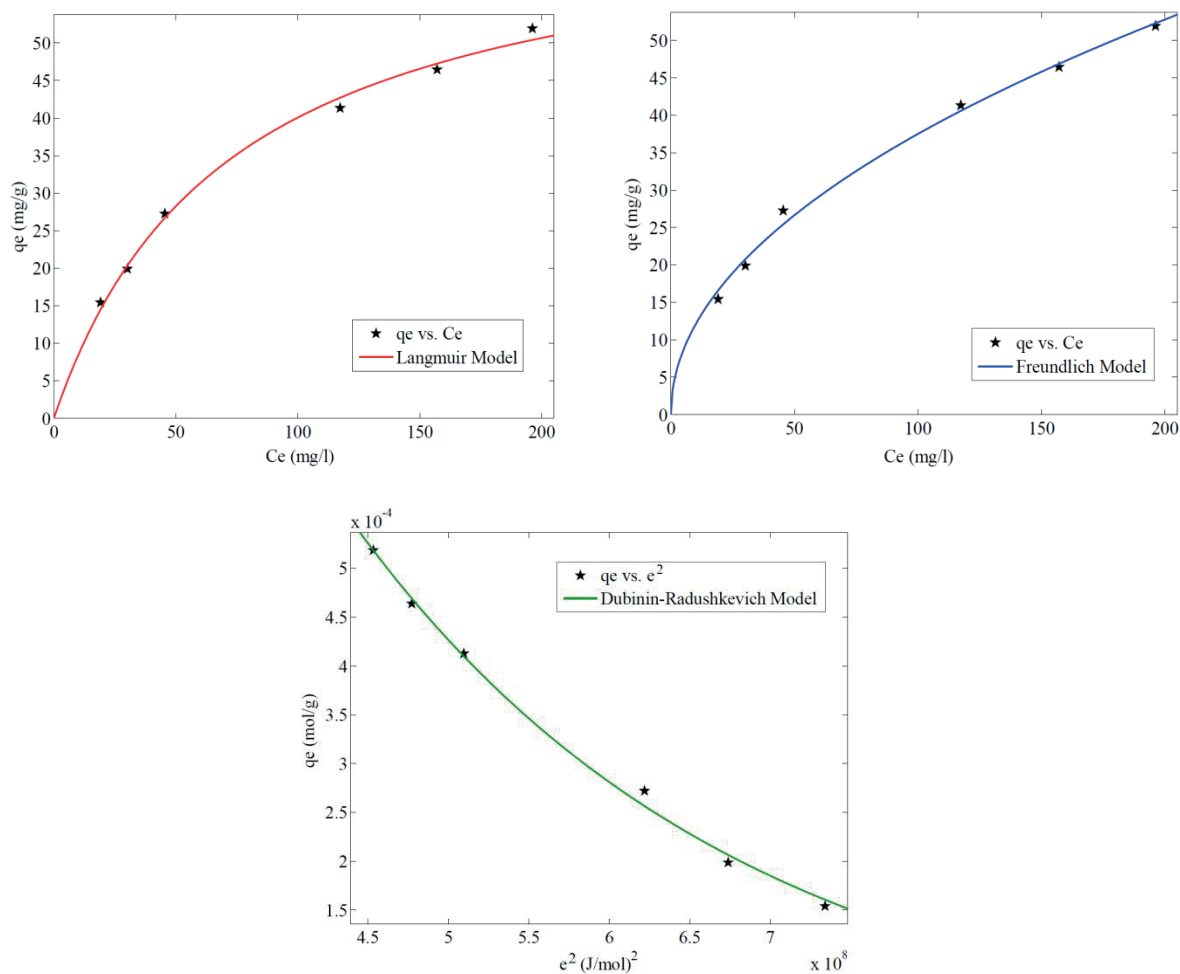 50
45
40
35
30
25
20
15
10
5
0
qe (mg/g)
0 50 100 150 200
Ce (mg/l)
qe vs. Ce
Langmuir Model
50
45
40
35
30
25
20
15
10
5
0
qe (mg/g)
0 50 100 150 200
Ce (mg/l)
qe vs. Ce
Freundlich Model
x 10⁻⁴
5
4.5
4
3.5
3
2.5
2
1.5
qe (mol/g)
4.5 5 5.5 6 6.5 7
e² (J/mol)²
x 10⁸
qe vs. e²
Dubinin-Radushkevich Model